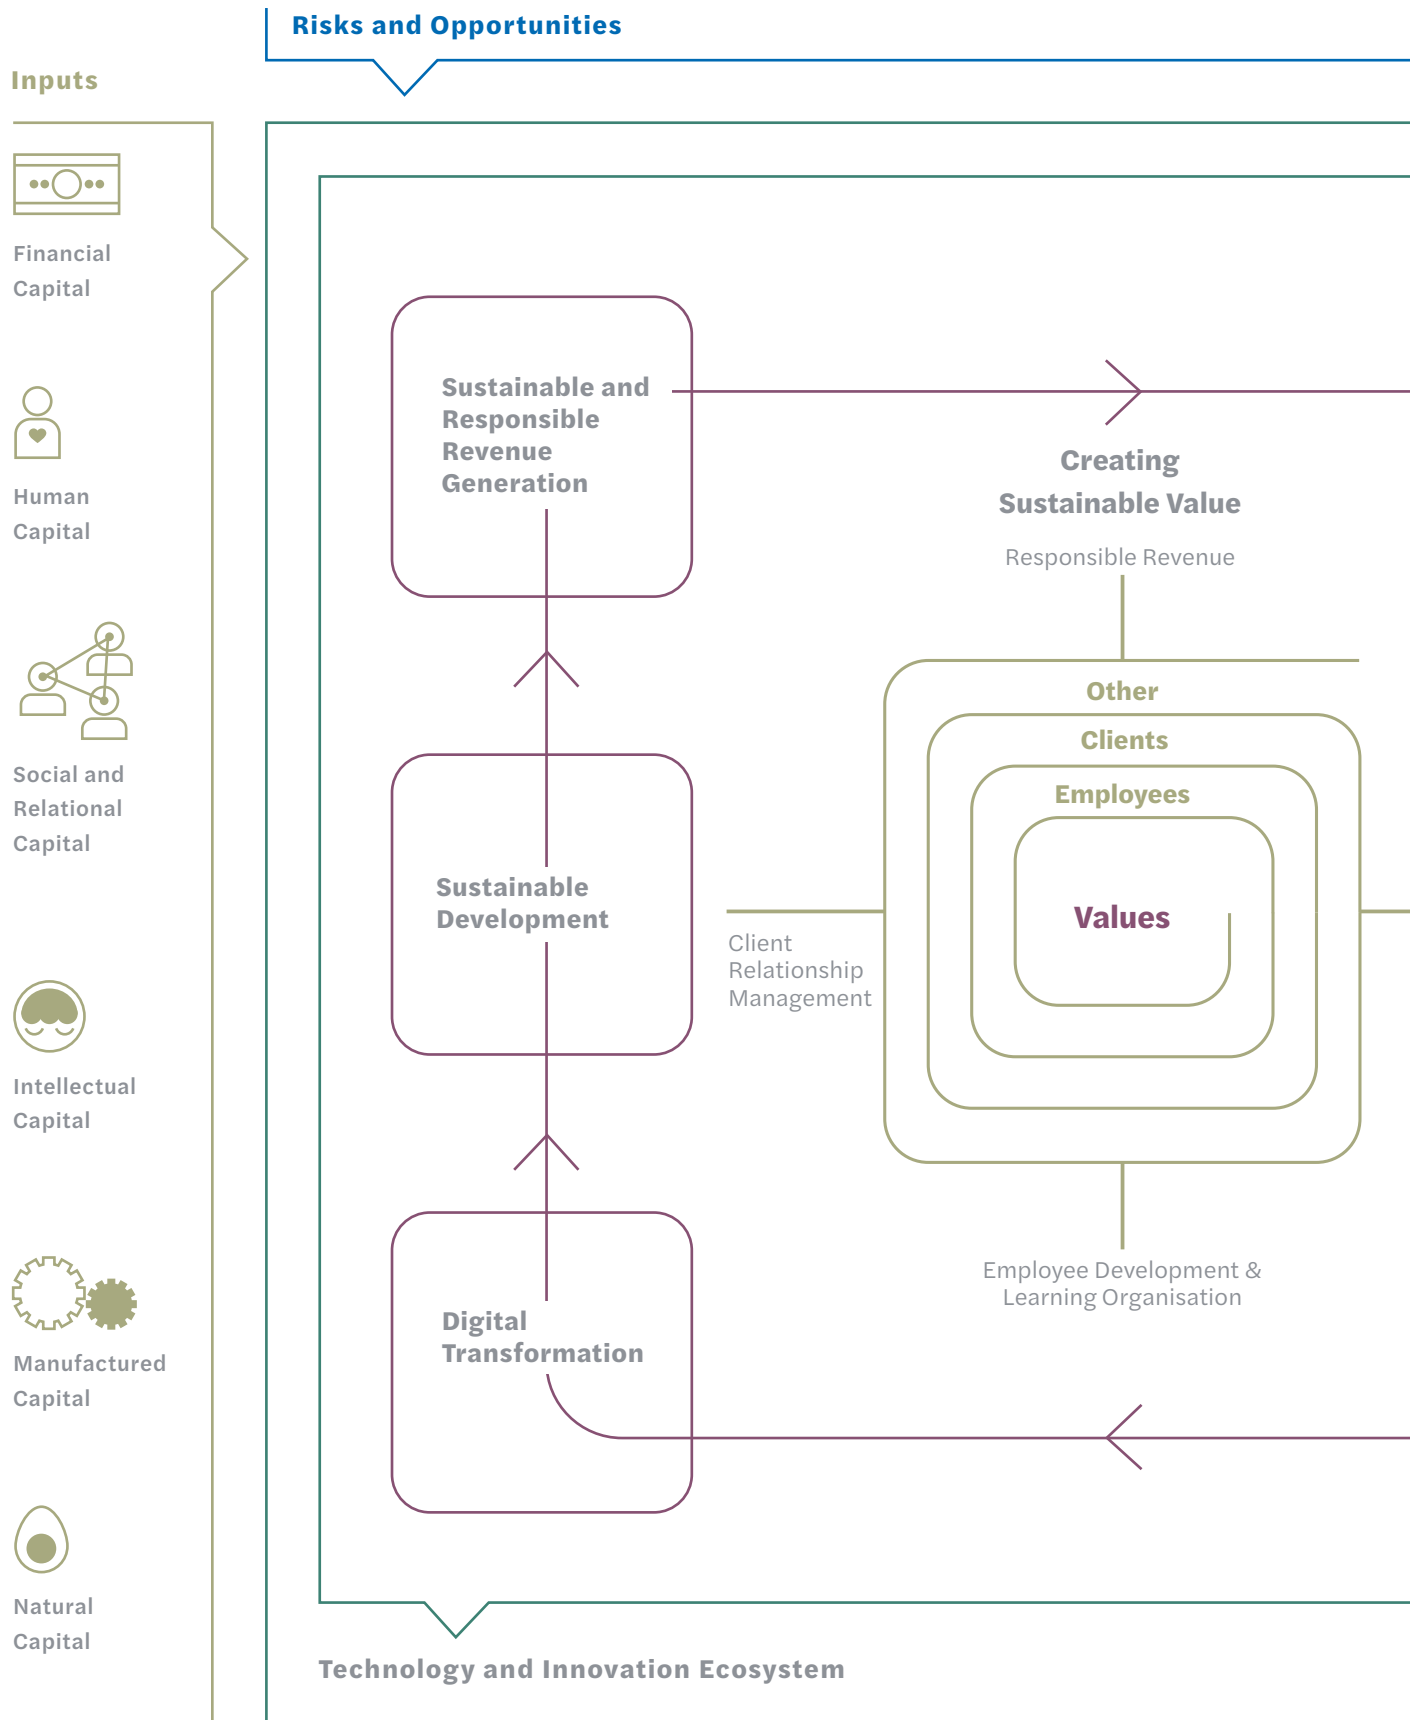 Risks and Opportunities
Inputs
Financial
Capital
Human
Capital
Social and
Relational
Capital
Intellectual
Capital
Manufactured
Capital
Natural
Capital
Sustainable and
Responsible
Revenue
Generation
Sustainable
Development
Digital
Transformation
Creating
Sustainable Value
Responsible Revenue
Other
Clients
Employees
Values
Client
Relationship
Management
Employee Development &
Learning Organisation
Technology and Innovation Ecosystem